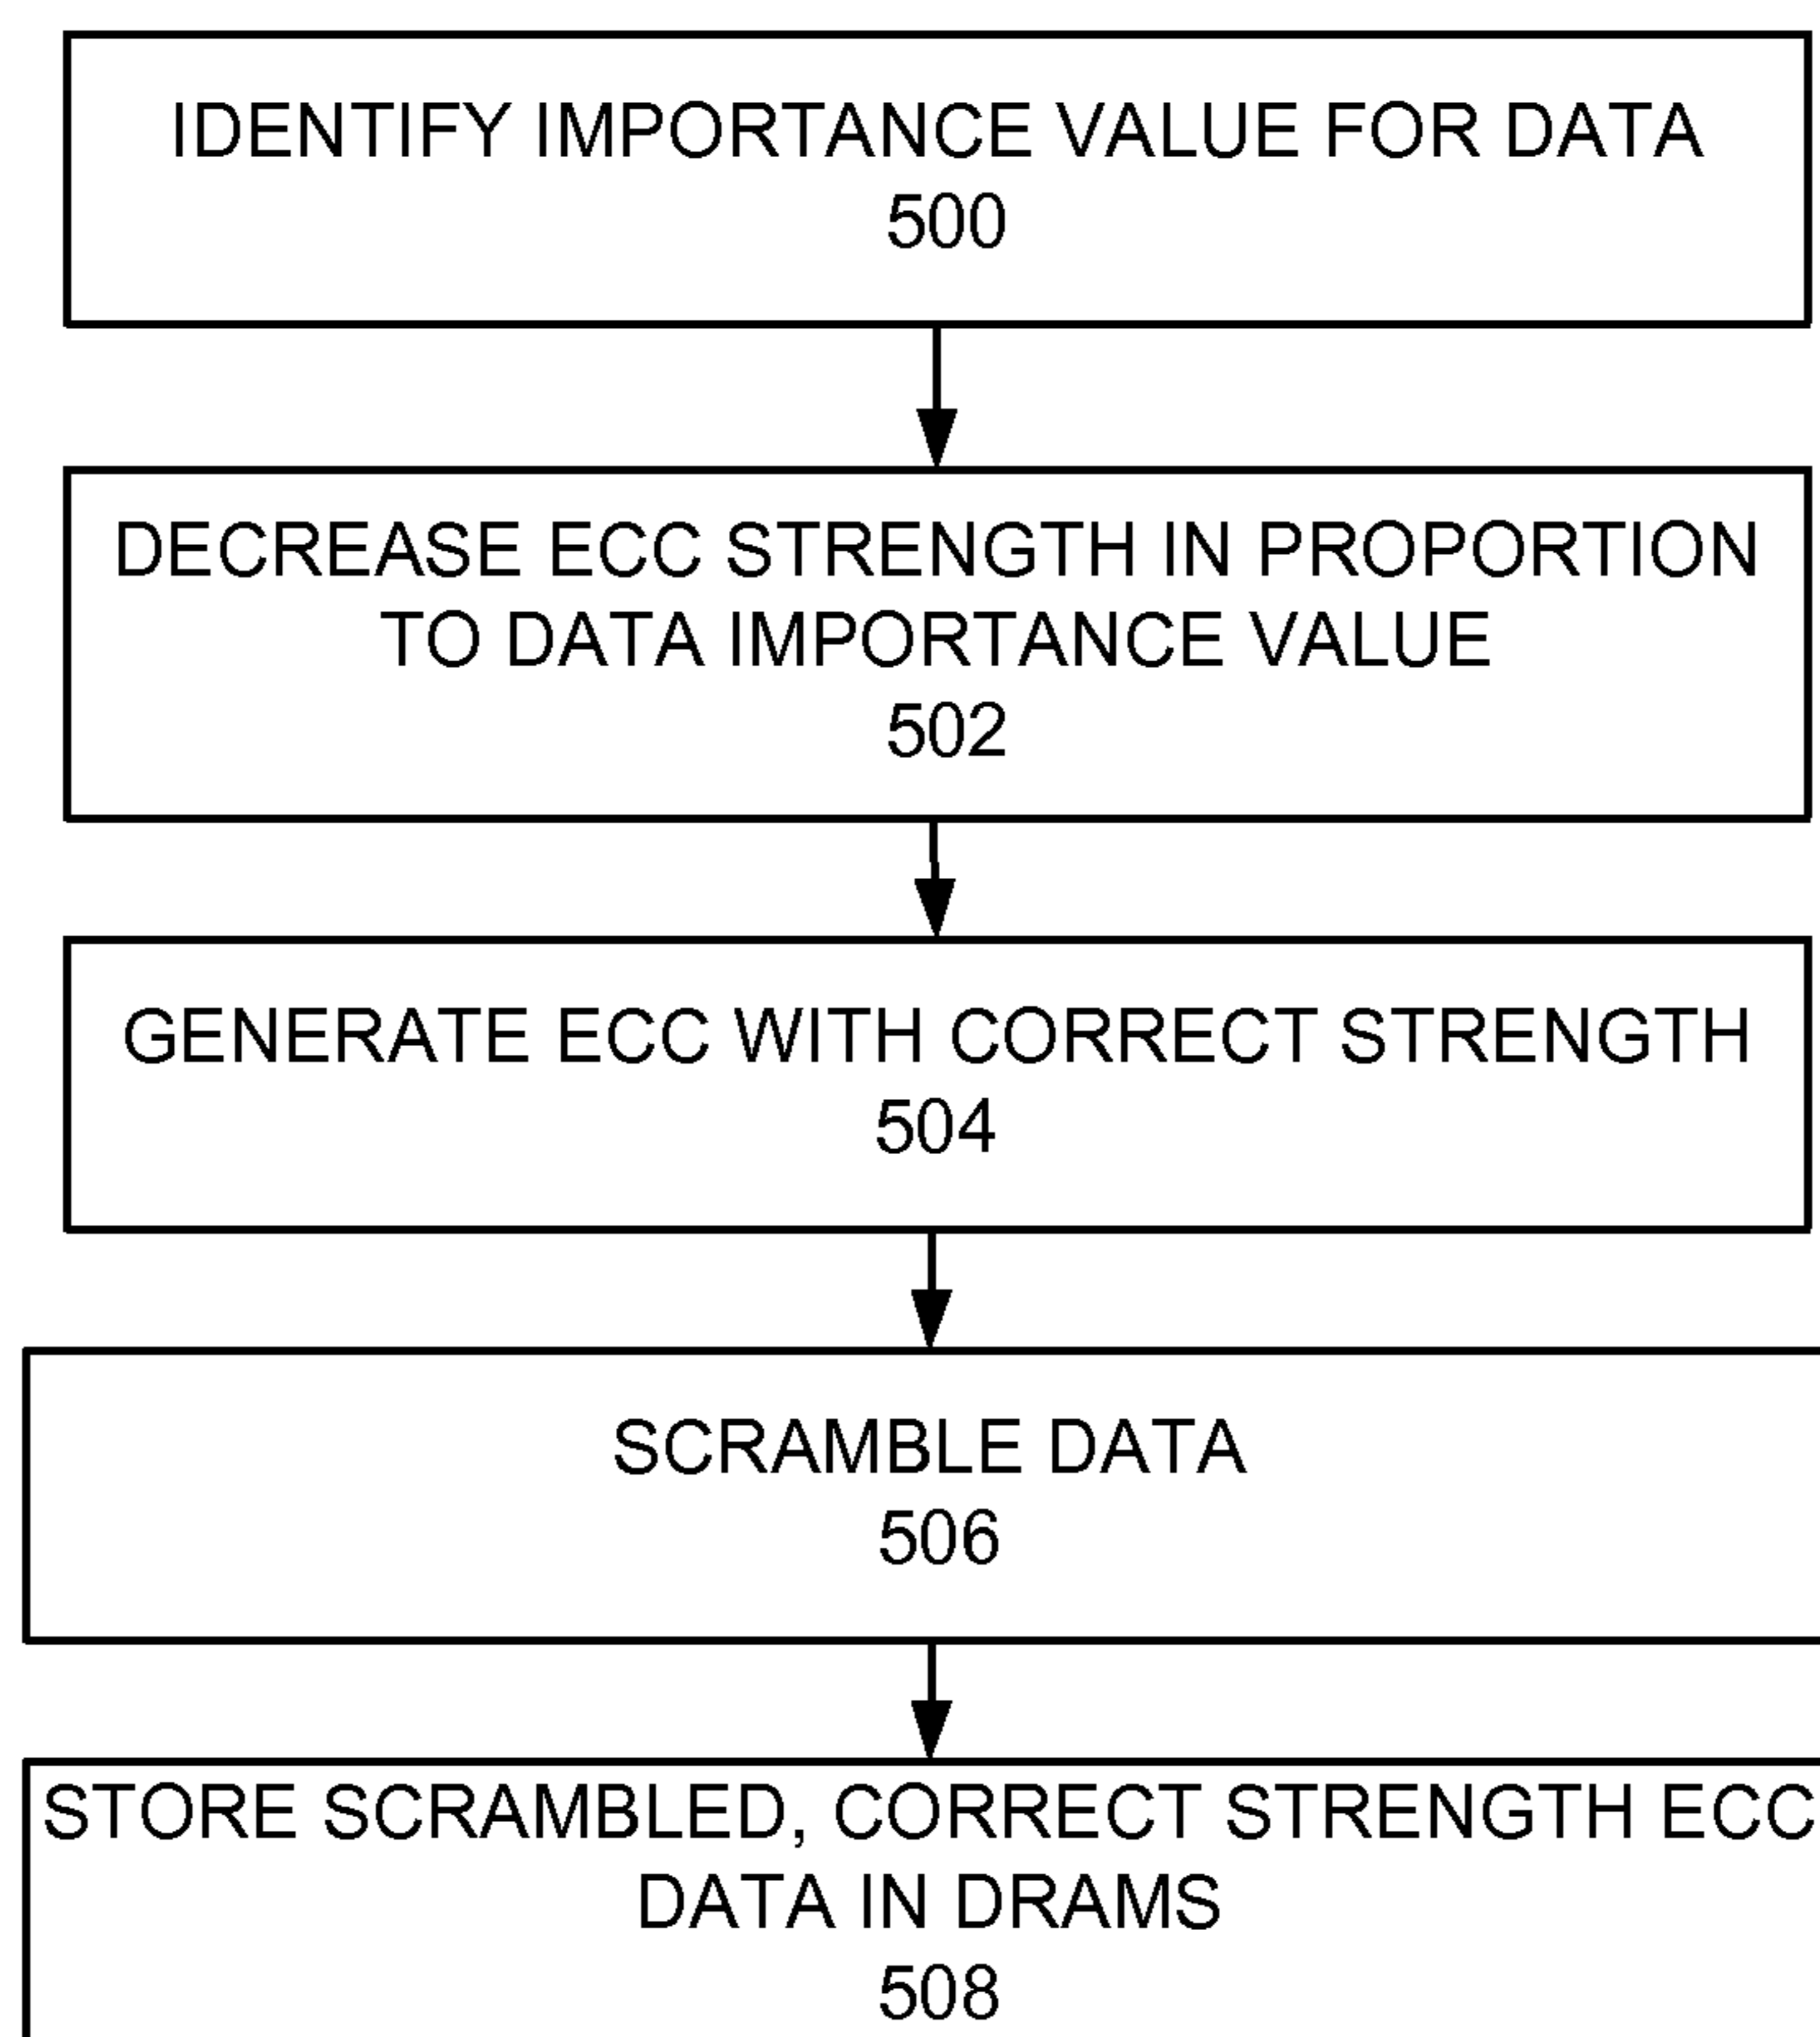 IDENTIFY IMPORTANCE VALUE FOR DATA
500
DECREASE ECC STRENGTH IN PROPORTION
TO DATA IMPORTANCE VALUE
502
GENERATE ECC WITH CORRECT STRENGTH
504
SCRAMBLE DATA
506
STORE SCRAMBLED, CORRECT STRENGTH ECC
DATA IN DRAMS
508